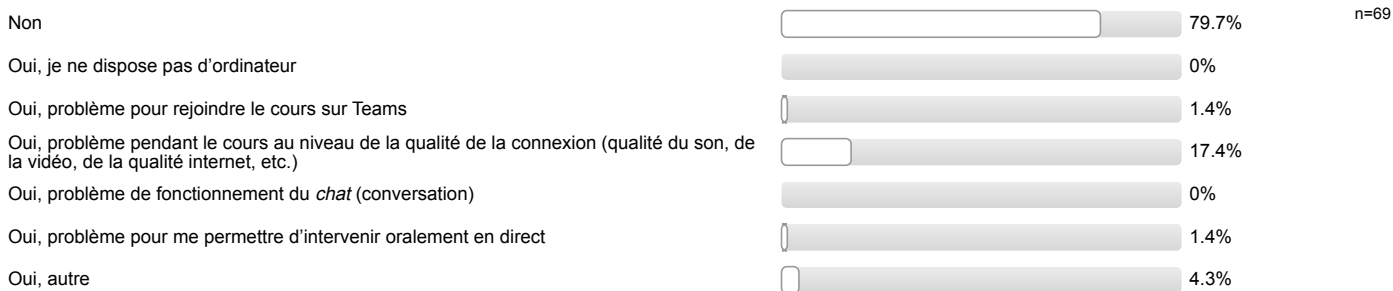 Non 79.7% n=69
Oui, je ne dispose pas d’ordinateur 0%
Oui, problème pour rejoindre le cours sur Teams 1.4%
Oui, problème pendant le cours au niveau de la qualité de la connexion (qualité du son, de
la vidéo, de la qualité internet, etc.) 17.4%
Oui, problème de fonctionnement du chat (conversation) 0%
Oui, problème pour me permettre d’intervenir oralement en direct 1.4%
Oui, autre 4.3%